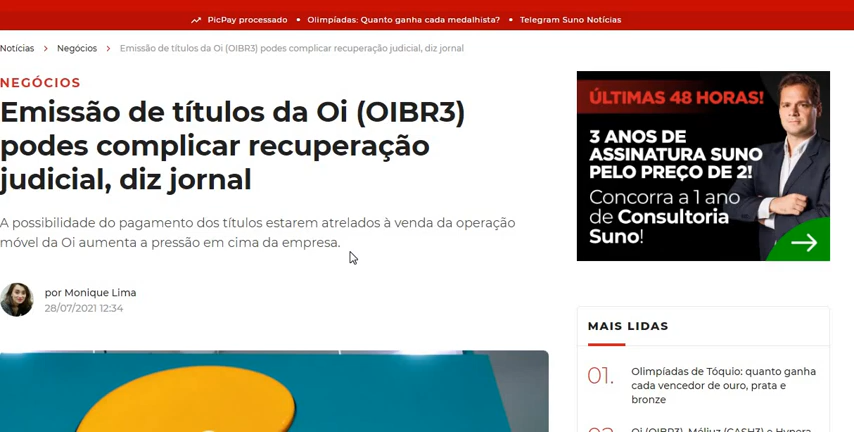 PicPay processado • Olimpíadas: Quanto ganha cada medalhista? • Telegram Suno Notícias
Notícias > Negócios > Emissão de títulos da Oi (OIBR3) podes complicar recuperação judicial, diz jornal
NEGÓCIOS
Emissão de títulos da Oi (OIBR3)
podes complicar recuperação
judicial, diz jornal
A possibilidade do pagamento dos títulos estarem atrelados à venda da operação
móvel da Oi aumenta a pressão em cima da empresa.
por Monique Lima
28/07/2021 12:34
ÚLTIMAS 48 HORAS!
3 ANOS DE
ASSINATURA SUNO
PELO PREÇO DE 2!
Concorra a 1 ano
de Consultoria
Suno!
MAIS LIDAS
01.
Olimpíadas de Tóquio: quanto ganha
cada vencedor de ouro, prata e
bronze
Oi (OIBR3), Méliuz (CASH3) e Hypera